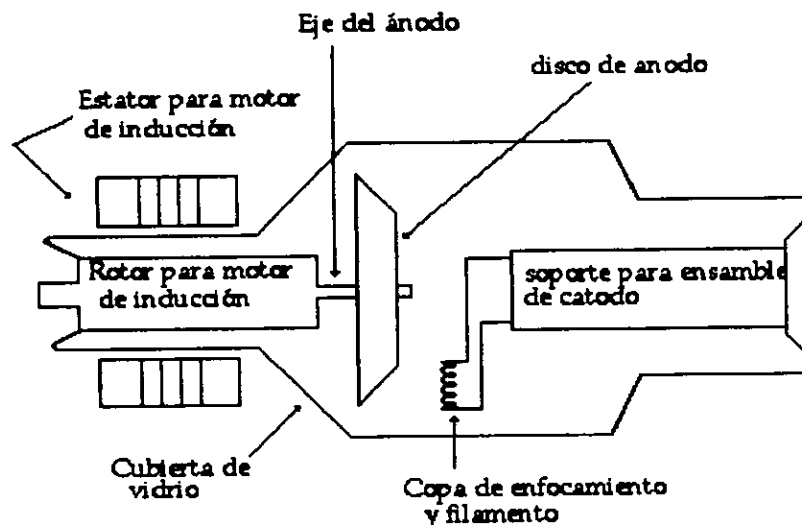 Eje del ánodo
disco de anodo
Estator para motor
de inducción
Rotor para motor
de inducción
soporte para ensamble
de catodo
Cubierta de
vidrio
Copa de enfocamiento
y filamento